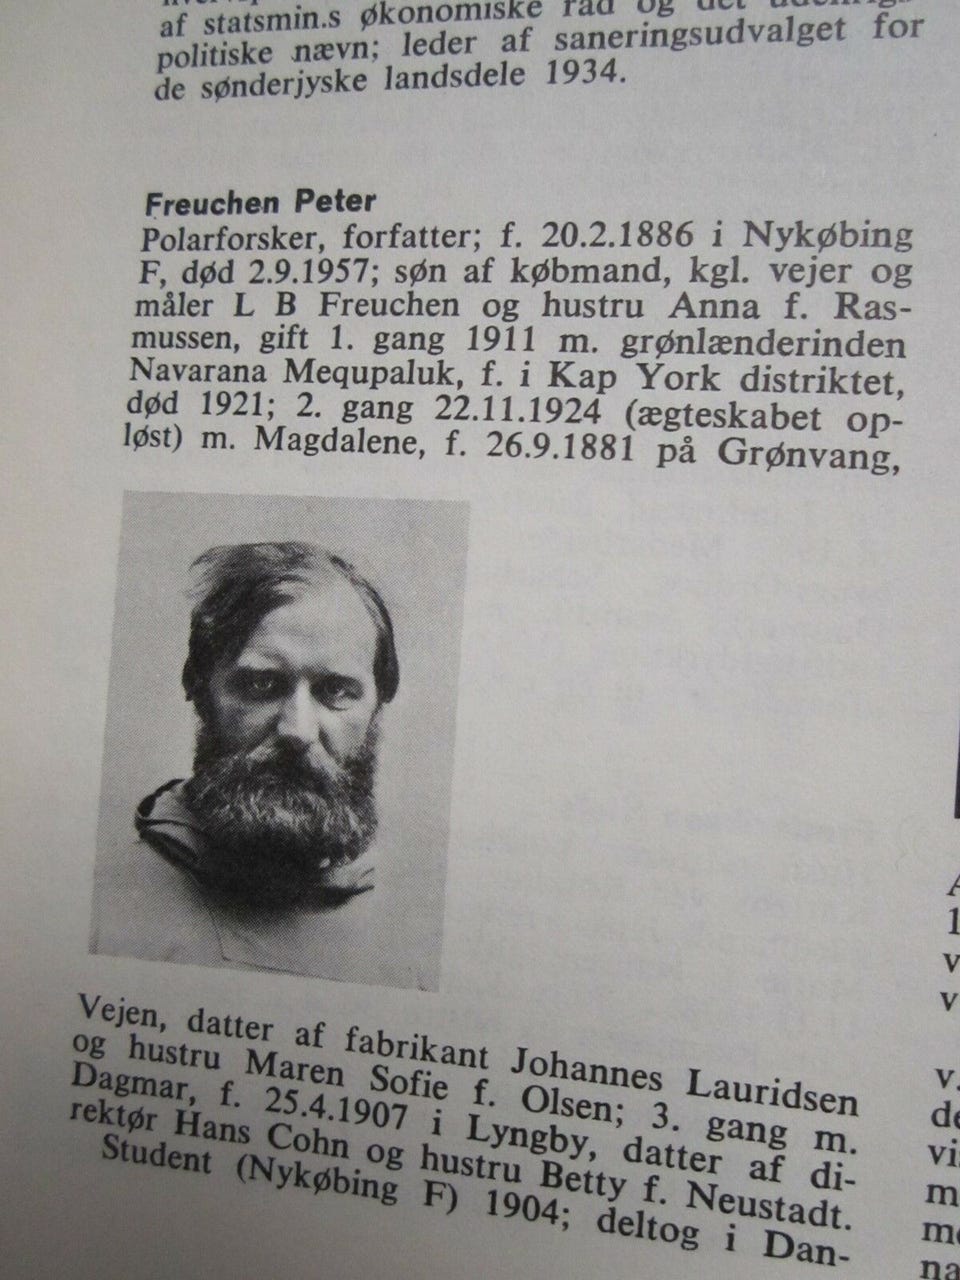 af statsmin.s økonomiske råd og det
politiske nævn; leder af saneringsudvalget for
de sønderjyske landsdele 1934.
Freuchen Peter
Polarforsker, forfatter; f. 20.2.1886 i Nykøbing
F, død 2.9.1957; søn af købmand, kgl. vejer og
måler L B Freuchen og hustru Anna f. Ras-
mussen, gift 1. gang 1911 m. grønlænderinden
Navarana Mequpaluk, f. i Kap York distriktet,
død 1921; 2. gang 22.11.1924 (ægteskabet op-
løst) m. Magdalene, f. 26.9.1881 på Grønvang,
Vejen, datter af fabrikant Johannes Lauridsen
og hustru Maren Sofie f. Olsen; 3. gang m.
Dagmar, f. 25.4.1907 i Lyngby, datter af di-
rektør Hans Cohn og hustru Betty f. Neustadt.
Student (Nykøbing F) 1904; deltog i Dan-